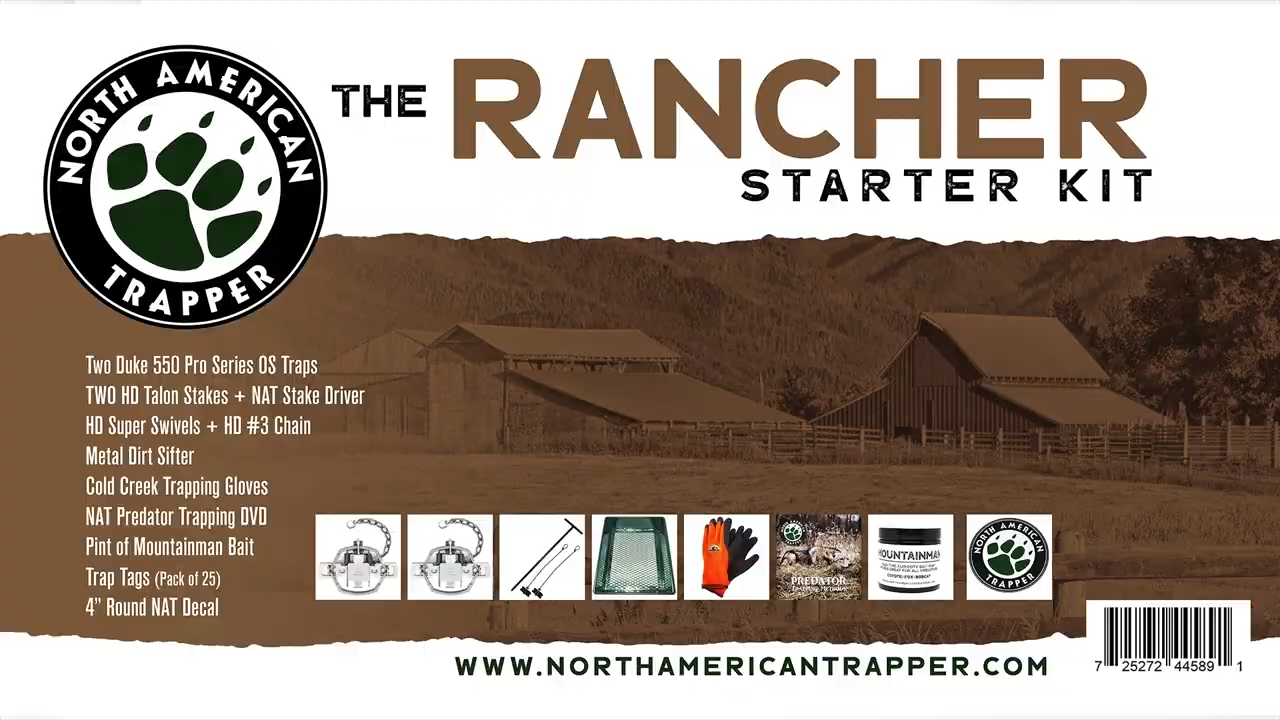 NORTH AMERICAN
TRAPPER
THE RANCHER
STARTER KIT
Two Duke 550 Pro Series OS Traps
TWO HD Talon Stakes + NAT Stake Driver
HD Super Swivels + HD #3 Chain
Metal Dirt Sifter
Cold Creek Trapping Gloves
NAT Predator Trapping DVD
Pint of Mountainman Bait
Trap Tags (Pack of 25)
4” Round NAT Decal
PREDATOR
MOUNTAINMAN
COYOTE·FOX·BOBCAT
NORTH AMERICAN
TRAPPER
WWW.NORTHAMERICANTRAPPER.COM
7 25272 44589 1